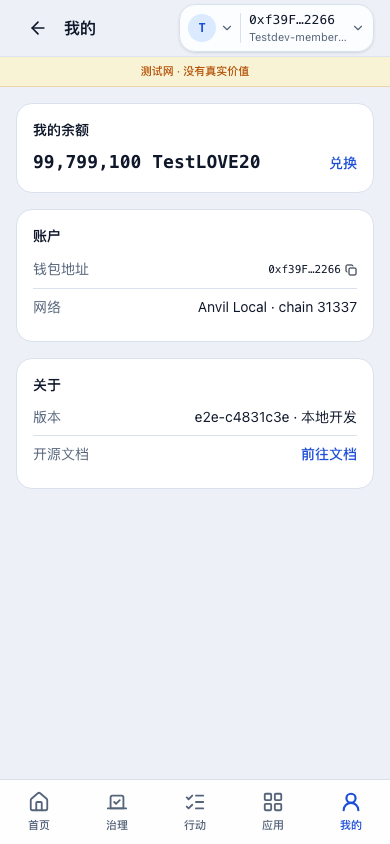 我的
T
0xf39F…2266
Testdev-member…
测试网 · 没有真实价值
我的余额
99,799,100 TestLOVE20
兑换
账户
钱包地址
0xf39F…2266
网络
Anvil Local · chain 31337
关于
版本
e2e-c4831c3e · 本地开发
开源文档
前往文档
首页
治理
行动
应用
我的